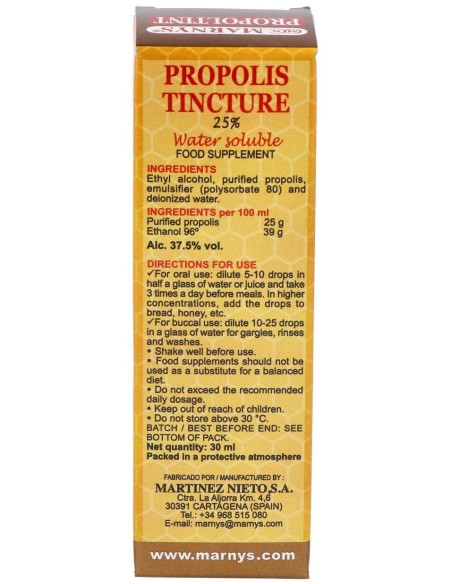 MARNYS®
PROPOLTINT
PROPOLIS
TINCTURE
25%
Water soluble
FOOD SUPPLEMENT
INGREDIENTS
Ethyl alcohol, purified propolis,
emulsifier (polysorbate 80) and
deionized water.
INGREDIENTS per 100 ml
Purified propolis 25 g
Ethanol 96º 39 g
Alc. 37.5% vol.
DIRECTIONS FOR USE
✓For oral use: dilute 5-10 drops in
half a glass of water or juice and take
3 times a day before meals. In higher
concentrations, add the drops to
bread, honey, etc.
✓For buccal use: dilute 10-25 drops
in a glass of water for gargles, rinses
and washes.
• Shake well before use.
• Food supplements should not be
used as a substitute for a balanced
diet.
• Do not exceed the recommended
daily dosage.
• Keep out of reach of children.
• Do not store above 30 °C.
BATCH / BEST BEFORE END: SEE
BOTTOM OF PACK.
Net quantity: 30 ml
Packed in a protective atmosphere
FABRICADO POR / MANUFACTURED BY :
MARTINEZ NIETO,S.A.
Ctra. La Aljorra Km. 4,6
30391 CARTAGENA (SPAIN)
Tel: +34 968 515 080
E-mail: marnys@marnys.com
www.marnys.com